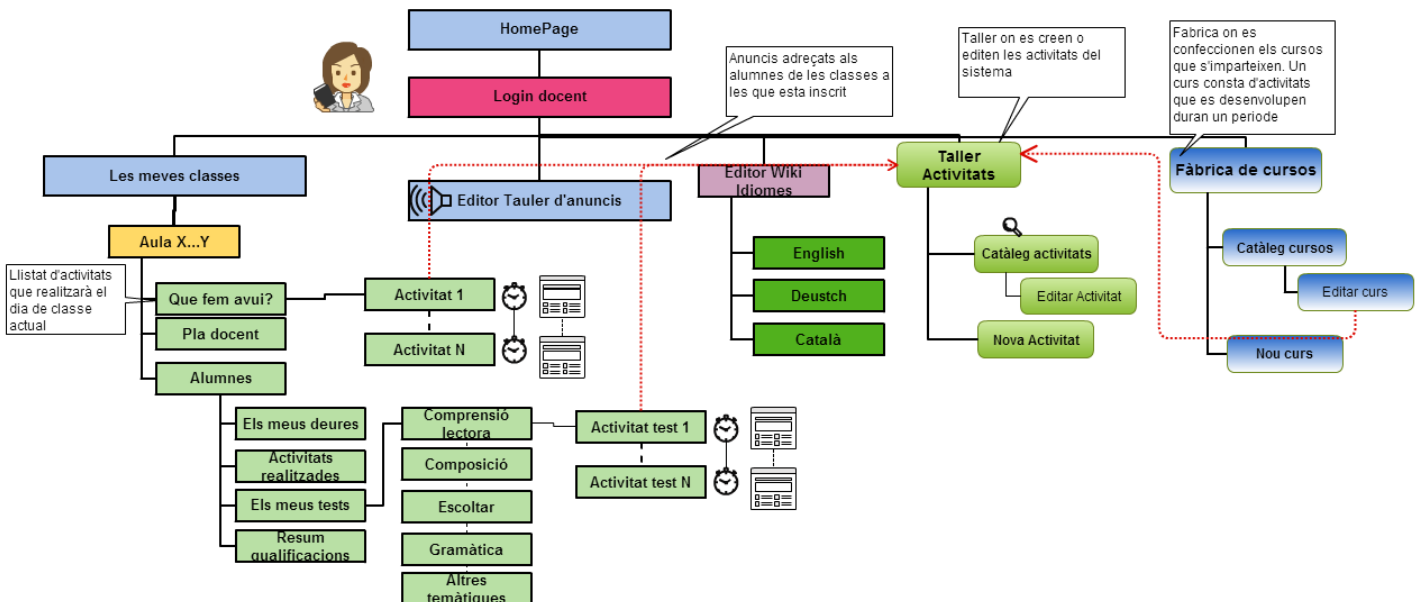 HomePage
Login docent
Anuncis adreçats als
alumnes de les classes a
les que esta inscrit
Taller on es creen o
editen les activitats del
sistema
Fabrica on es
confeccionen els cursos
que s'imparteixen. Un
curs consta d'activitats
que es desenvolupen
duran un periode
Les meves classes
Editor Tauler d'anuncis
Editor Wiki
Idiomes
Taller
Activitats
Fàbrica de cursos
Aula X...Y
Llistat d'activitats
que realitzarà el
dia de classe
actual
Que fem avui?
Pla docent
Alumnes
Activitat 1
Activitat N
English
Deustch
Català
Catàleg activitats
Editar Activitat
Nova Activitat
Catàleg cursos
Editar curs
Nou curs
Els meus deures
Activitats
realitzades
Els meus tests
Resum
qualificacions
Comprensió
lectora
Composició
Escoltar
Gramàtica
Altres
temàtiques
Activitat test 1
Activitat test N